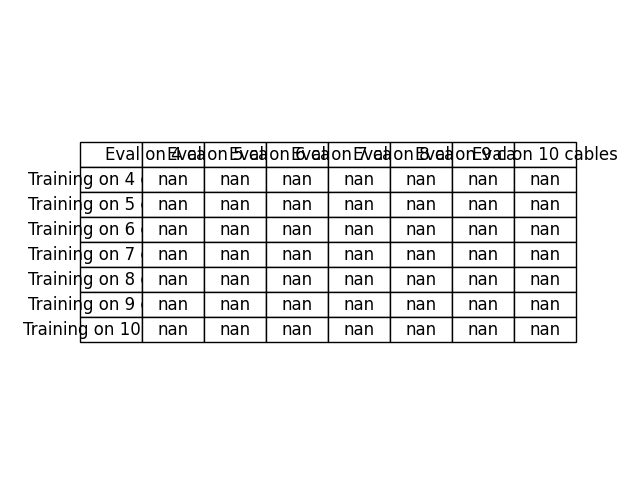 Eval on 4 ca Eval on 5 ca Eval on 6 ca Eval on 7 ca Eval on 8 ca Eval on 9 ca Eval on 10 cables
Training on 4 nan nan nan nan nan nan nan
Training on 5 nan nan nan nan nan nan nan
Training on 6 nan nan nan nan nan nan nan
Training on 7 nan nan nan nan nan nan nan
Training on 8 nan nan nan nan nan nan nan
Training on 9 nan nan nan nan nan nan nan
Training on 10 nan nan nan nan nan nan nan